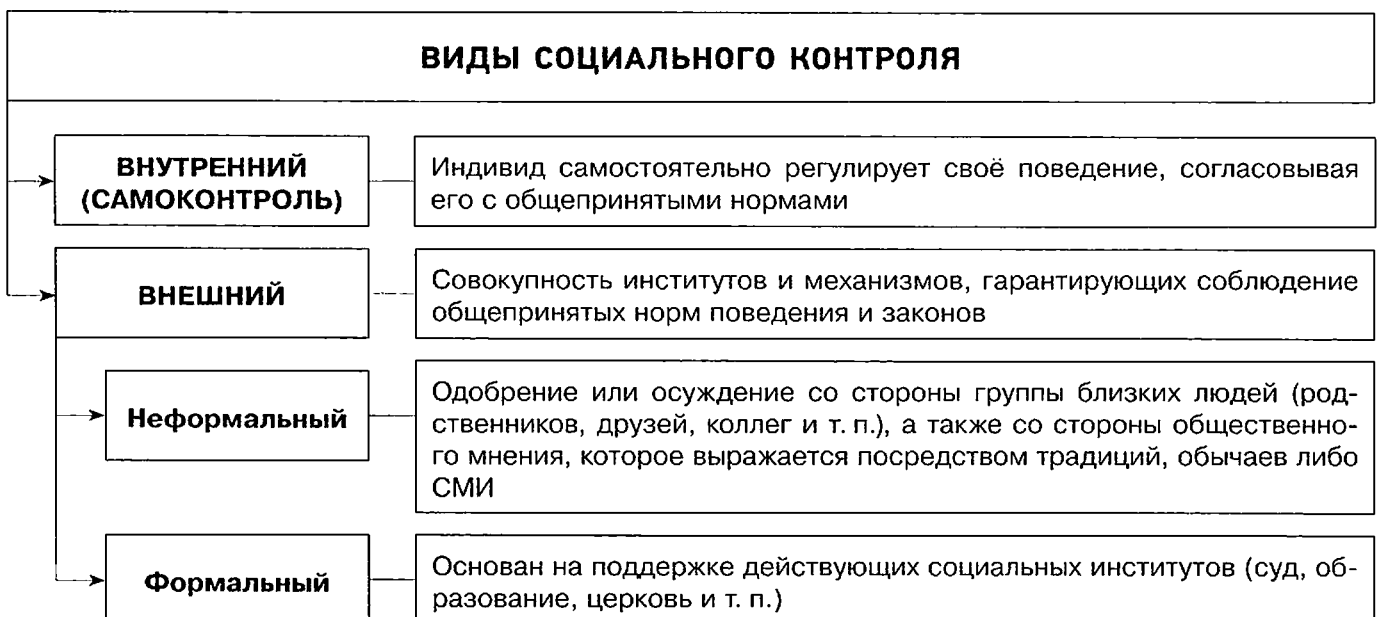 ВИДЫ СОЦИАЛЬНОГО КОНТРОЛЯ
ВНУТРЕННИЙ
(САМОКОНТРОЛЬ)
Индивид самостоятельно регулирует своё поведение, согласовывая
его с общепринятыми нормами
ВНЕШНИЙ
Совокупность институтов и механизмов, гарантирующих соблюдение
общепринятых норм поведения и законов
Неформальный
Одобрение или осуждение со стороны группы близких людей (род-
ственников, друзей, коллег и т. п.), а также со стороны общественно-
го мнения, которое выражается посредством традиций, обычаев либо
СМИ
Формальный
Основан на поддержке действующих социальных институтов (суд, об-
разование, церковь и т. п.)